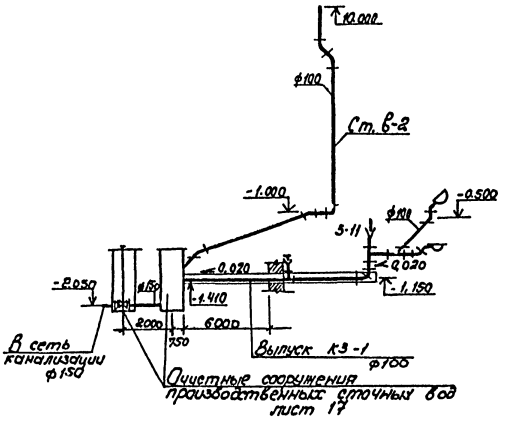 10.000
ф100
Ст. В-2
-1.000
-0.500
ф100
3-11
0,020
0,020
-2.030
ф150
-1.410
-1.150
2000
750
6000
В сеть
канализации
ф150
Выпуск К3-1
ф100
Очистные сооружения
производственных сточных вод
лист 17